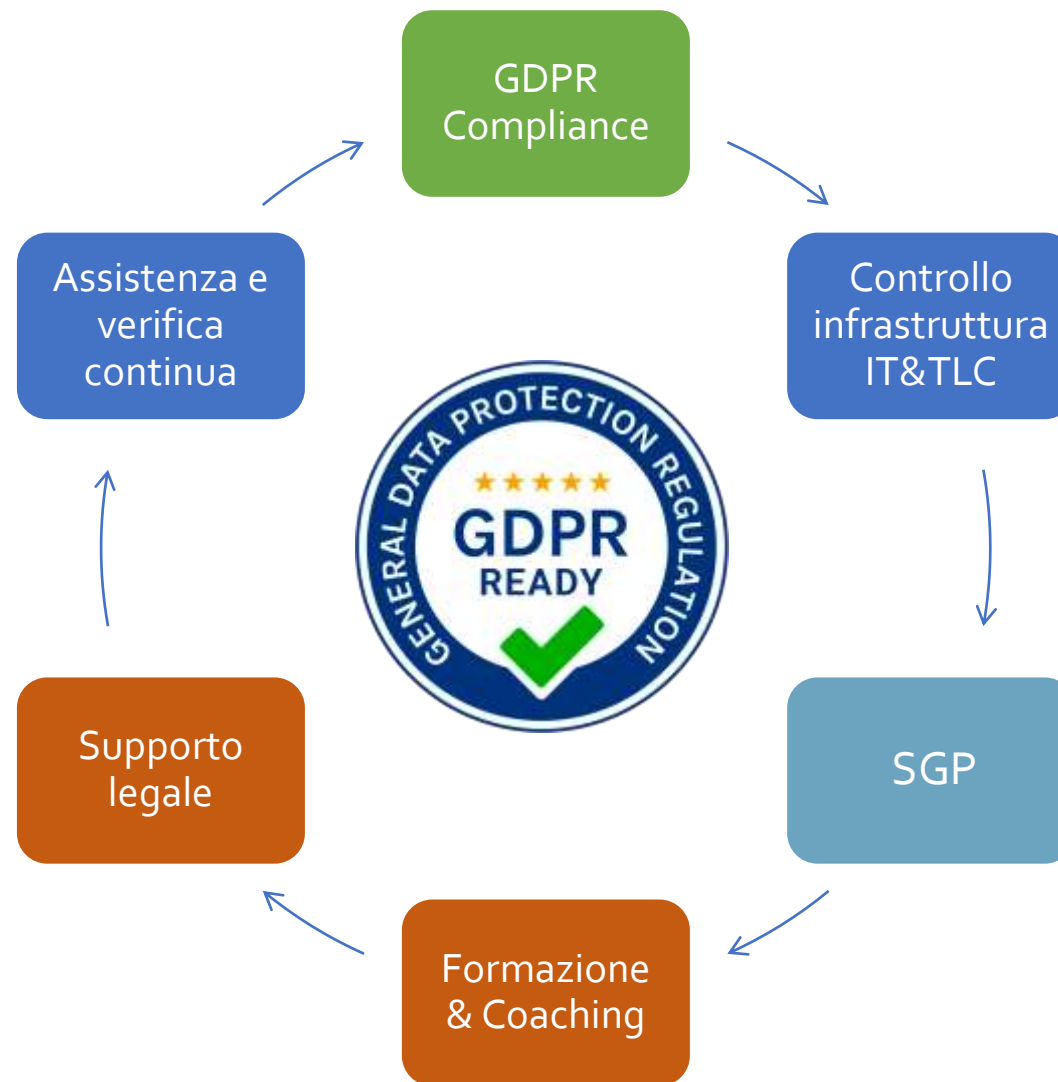 GDPR
Compliance
Controllo
infrastruttura
IT&TLC
SGP
Formazione
& Coaching
Supporto
legale
Assistenza e
verifica
continua
GENERAL DATA PROTECTION REGULATION
GDPR
READY